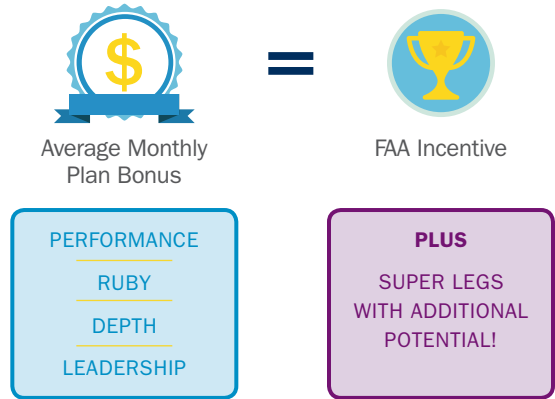 $
=
Average Monthly
Plan Bonus
FAA Incentive
PERFORMANCE
RUBY
DEPTH
LEADERSHIP
PLUS
SUPER LEGS
WITH ADDITIONAL
POTENTIAL!